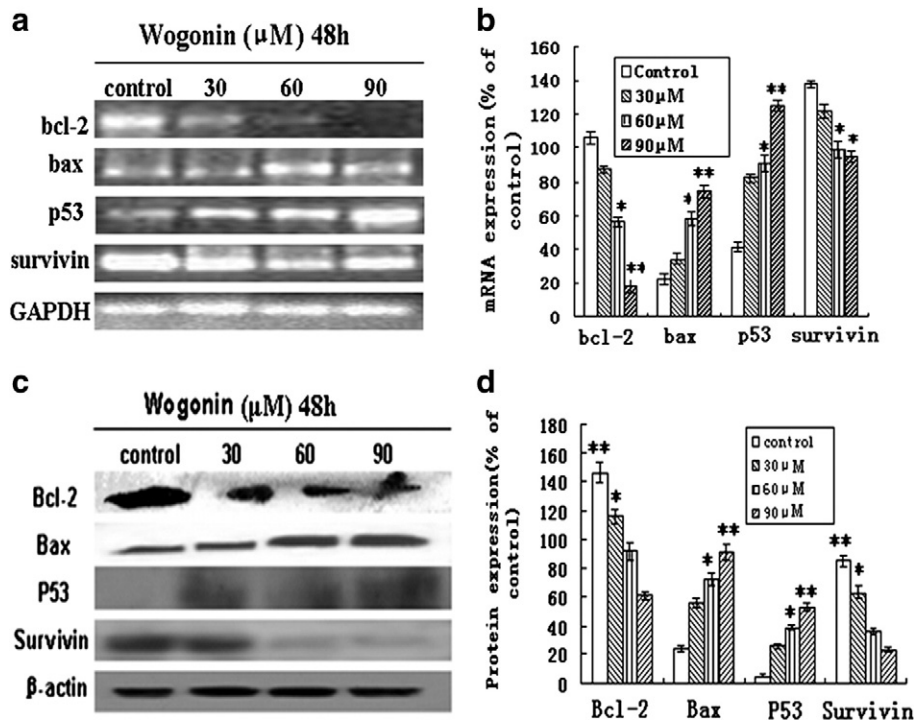 a
Wogonin (μM) 48h
control 30 60 90
bcl-2
bax
p53
survivin
GAPDH
b
mRNA expression(% of control)
160
140
120
100
80
60
40
20
0
Control
30μM
60μM
90μM
* ** * ** * ** * *
bcl-2 bax p53 survivin
c
Wogonin (μM) 48h
control 30 60 90
Bcl-2
Bax
P53
Survivin
β-actin
d
Protein expression(% of control)
180
160
140
120
100
80
60
40
20
0
control
30μM
60μM
90μM
** * * ** * ** ** *
Bcl-2 Bax P53 Survivin